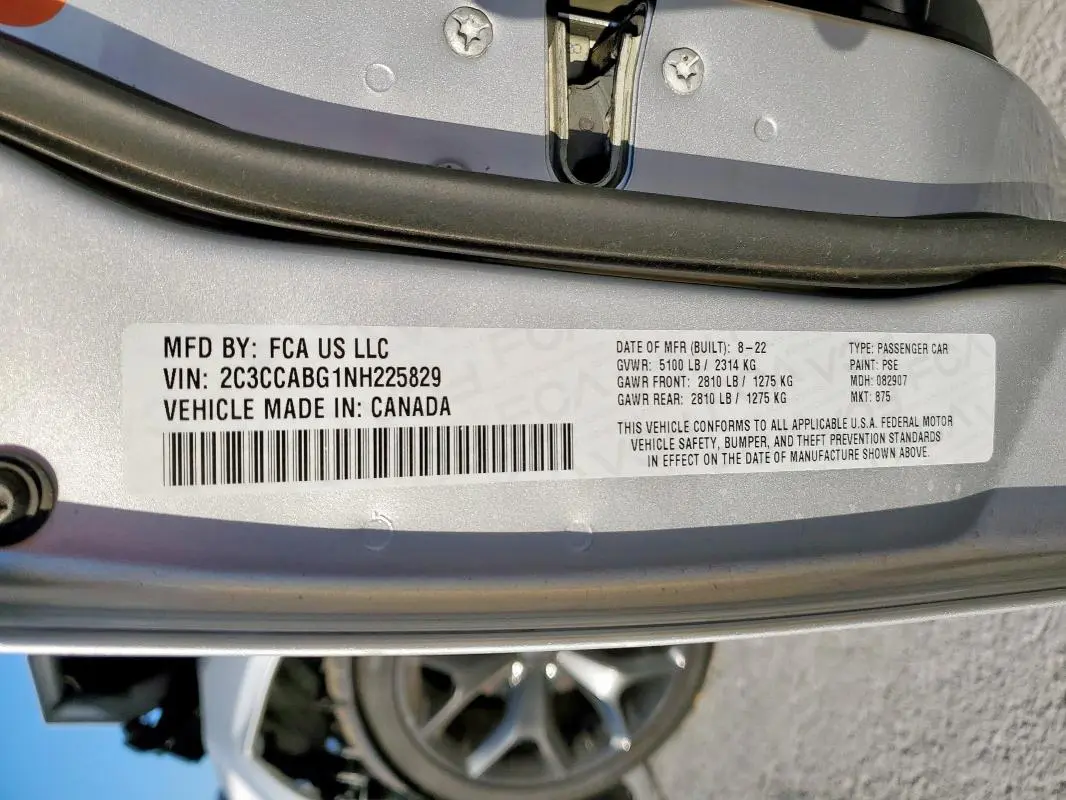 MFD BY: FCA US LLC
VIN: 2C3CCABG1NH225829
VEHICLE MADE IN: CANADA
DATE OF MFR (BUILT): 8-22
GVWR: 5100 LB / 2314 KG
GAWR FRONT: 2810 LB / 1275 KG
GAWR REAR: 2810 LB / 1275 KG
TYPE: PASSENGER CAR
PAINT: PSE
MDH: 082907
MKT: 875
THIS VEHICLE CONFORMS TO ALL APPLICABLE U.S.A. FEDERAL MOTOR
VEHICLE SAFETY, BUMPER, AND THEFT PREVENTION STANDARDS
IN EFFECT ON THE DATE OF MANUFACTURE SHOWN ABOVE.